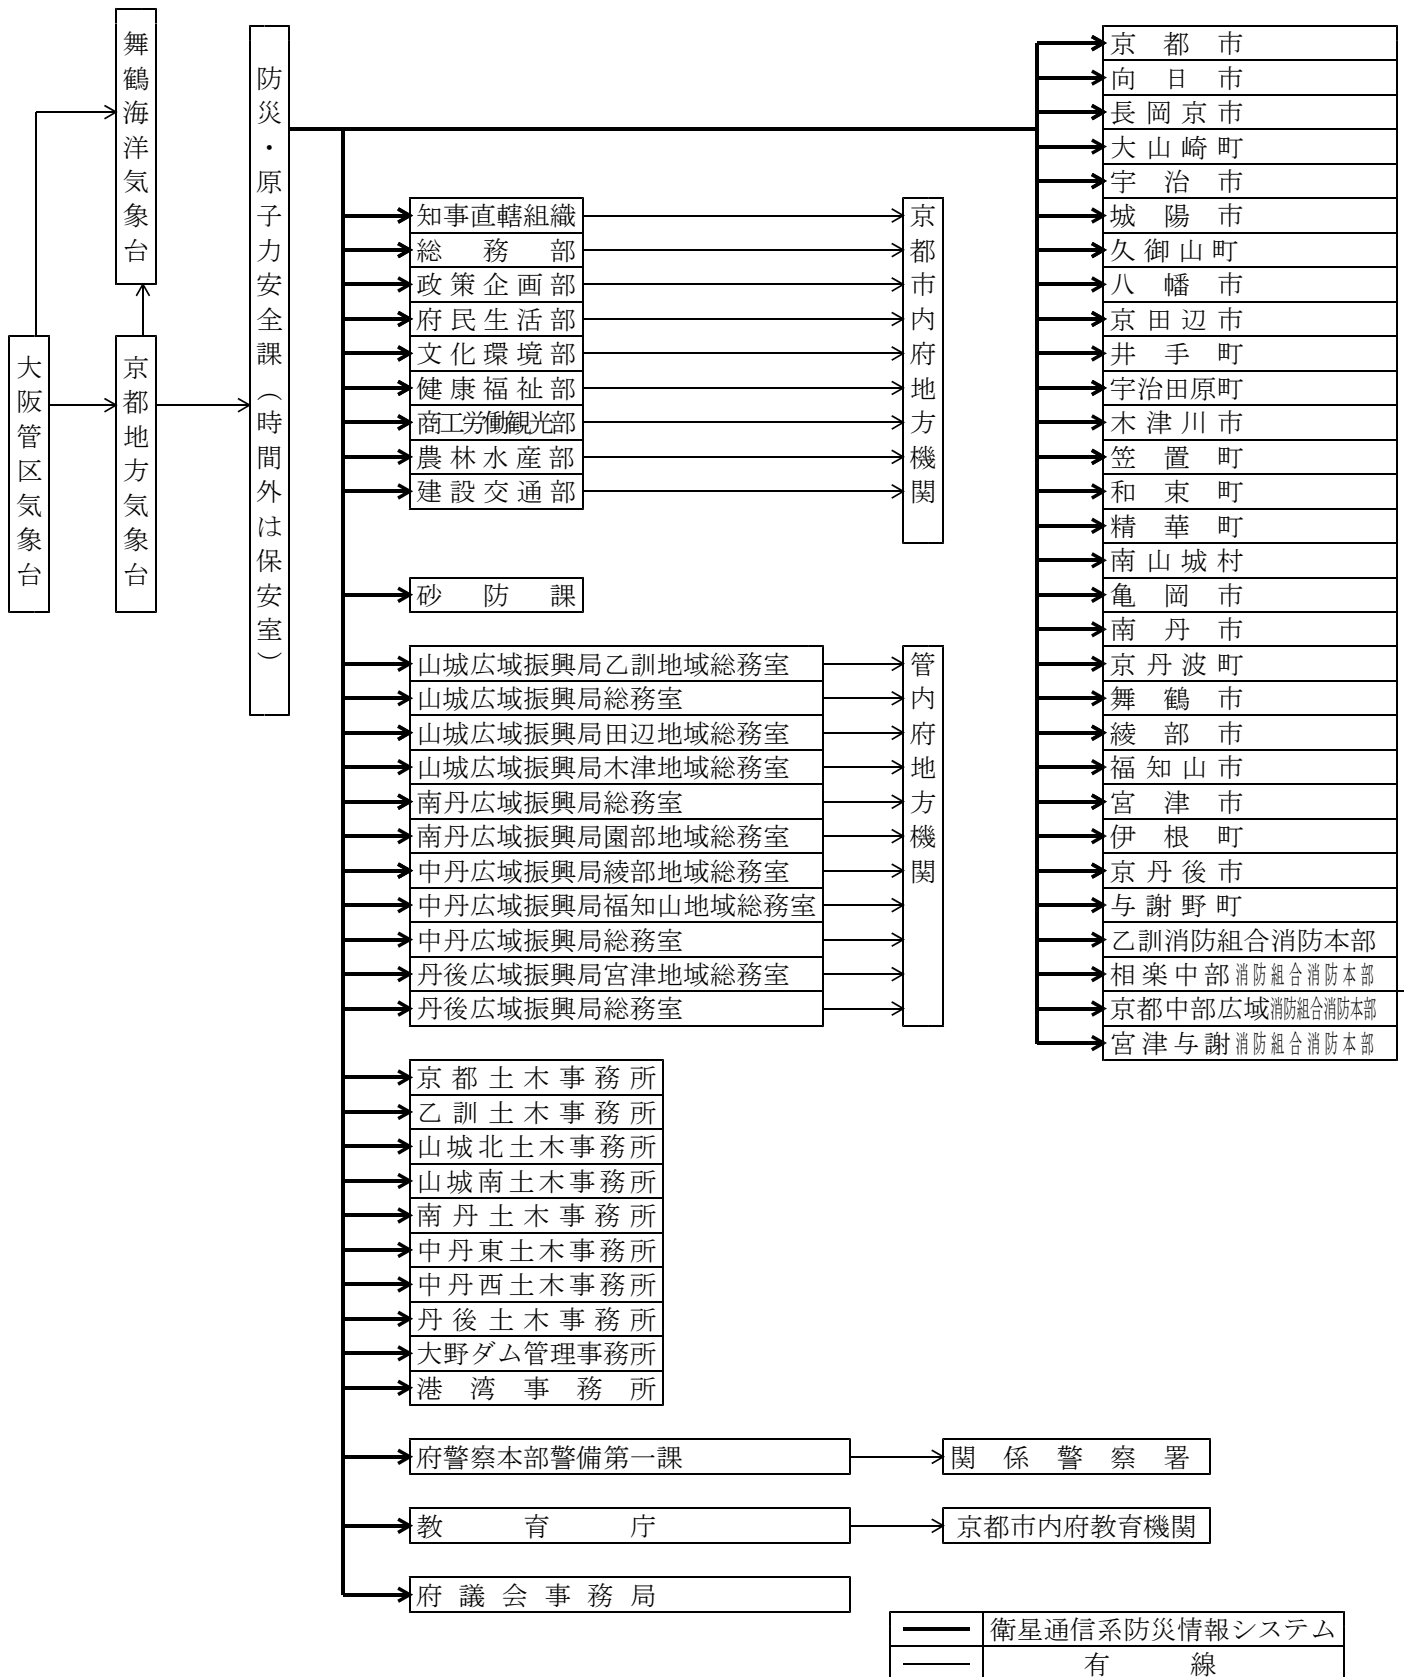 大阪管区気象台
舞鶴海洋気象台
京都地方気象台
防災・原子力安全課（時間外は保安室）
知事直轄組織
総務部
政策企画部
府民生活部
文化環境部
健康福祉部
商工労働観光部
農林水産部
建設交通部
京都市内府地方機関
砂防課
山城広域振興局乙訓地域総務室
山城広域振興局総務室
山城広域振興局田辺地域総務室
山城広域振興局木津地域総務室
南丹広域振興局総務室
南丹広域振興局園部地域総務室
中丹広域振興局綾部地域総務室
中丹広域振興局福知山地域総務室
中丹広域振興局総務室
丹後広域振興局宮津地域総務室
丹後広域振興局総務室
管内府地方機関
京都土木事務所
乙訓土木事務所
山城北土木事務所
山城南土木事務所
南丹土木事務所
中丹東土木事務所
中丹西土木事務所
丹後土木事務所
大野ダム管理事務所
港湾事務所
府警察本部警備第一課
関係警察署
教育庁
京都市内府教育機関
府議会事務局
京都市
向日市
長岡京市
大山崎町
宇治市
城陽市
久御山町
八幡市
京田辺市
井手町
宇治田原町
木津川市
笠置町
和束町
精華町
南山城村
亀岡市
南丹市
京丹波町
舞鶴市
綾部市
福知山市
宮津市
伊根町
京丹後市
与謝野町
乙訓消防組合消防本部
相楽中部消防組合消防本部
京都中部広域消防組合消防本部
宮津与謝消防組合消防本部
衛星通信系防災情報システム
有線